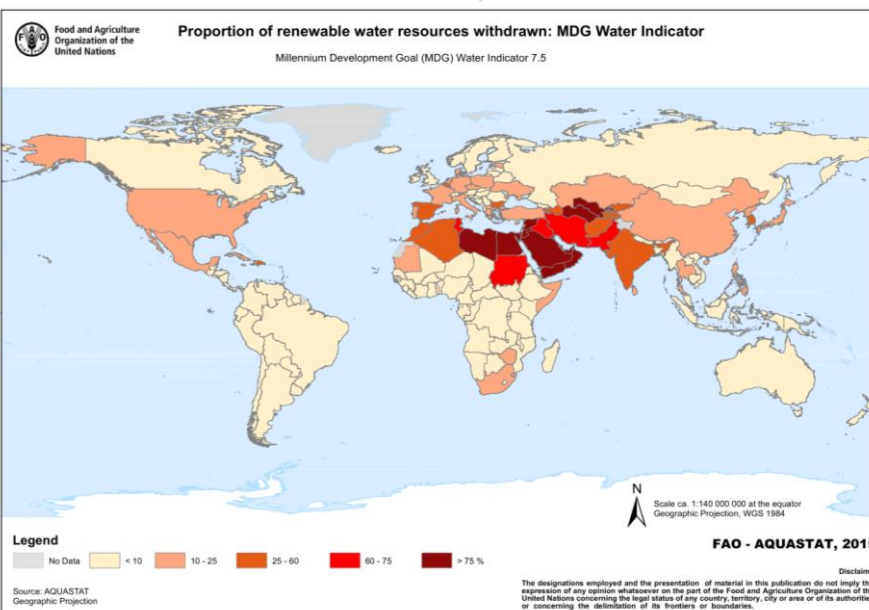 Food and Agriculture
Organization of the
United Nations
Proportion of renewable water resources withdrawn: MDG Water Indicator
Millennium Development Goal (MDG) Water Indicator 7.5
N
Scale ca. 1:140 000 000 at the equator
Geographic Projection, WGS 1984
Legend
No Data
< 10
10 - 25
25 - 60
60 - 75
> 75 %
Source: AQUASTAT
Geographic Projection
FAO - AQUASTAT, 201
Disclaim
The designations employed and the presentation of material in this publication do not imply th
expression of any opinion whatsoever on the part of the Food and Agriculture Organization of th
United Nations concerning the legal status of any country, territory, city or area or of its authoritie
or concerning the delimitation of its frontiers or boundaries.